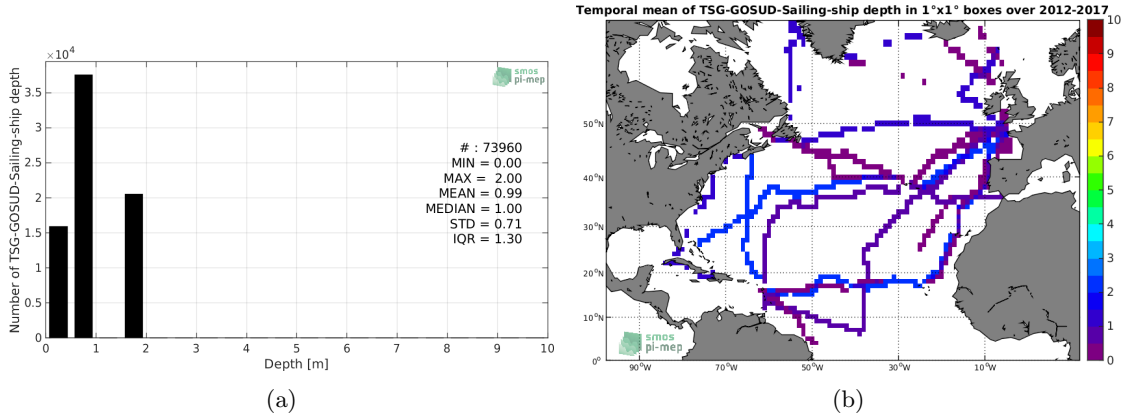 Temporal mean of TSG-GOSUD-Sailing-ship depth in 1°x1° boxes over 2012-2017
×10⁴
3.5
3
2.5
2
1.5
1
0.5
0
Number of TSG-GOSUD-Sailing-ship depth
smos
pi-mep
# : 73960
MIN = 0.00
MAX = 2.00
MEAN = 0.99
MEDIAN = 1.00
STD = 0.71
IQR = 1.30
0 1 2 3 4 5 6 7 8 9 10
Depth [m]
(a)
50°N
40°N
30°N
20°N
10°N
0°
90°W 70°W 50°W 30°W 10°W
smos
pi-mep
10
9
8
7
6
5
4
3
2
1
0
(b)